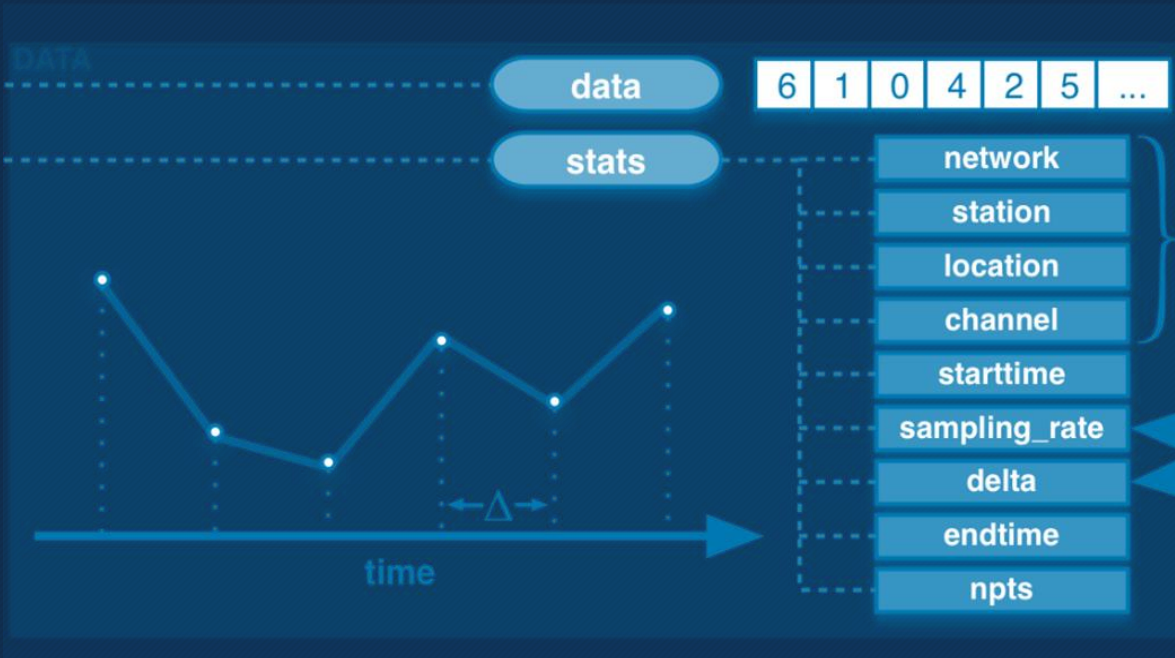 DATA
data
6 1 0 4 2 5 ...
stats
network
station
location
channel
starttime
sampling_rate
delta
endtime
npts
Δ
time